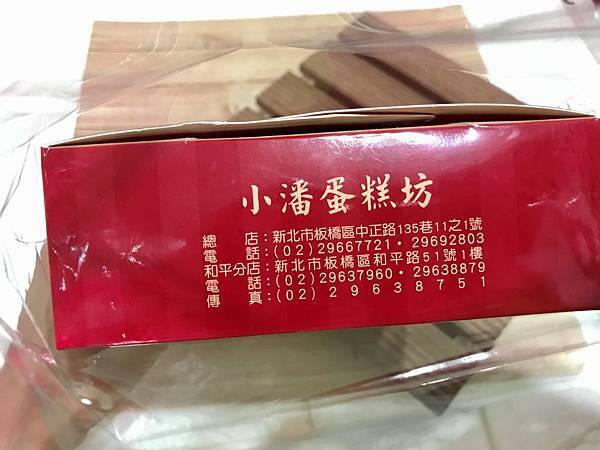 小潘蛋糕坊
總店：新北市板橋區中正路135巷11之1號
電話：(02)29667721・29692803
和平分店：新北市板橋區和平路51號1樓
電話：(02)29637960・29638879
傳真：(02)29638751